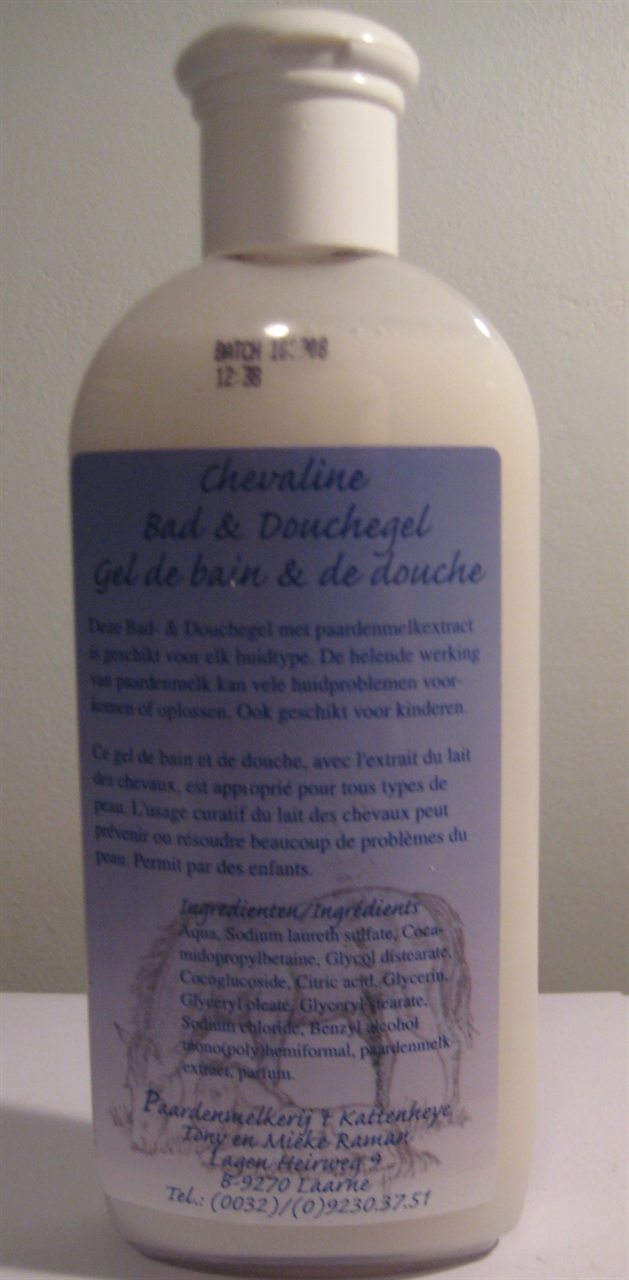 BATCH
12:38
Chevaline
Bad & Douchegel
Gel de bain & de douche
Deze Bad- & Douchegel met paardenmelkextract
is geschikt voor elk huidtype. De helende werking
van paardenmelk kan vele huidproblemen voor-
komen of oplossen. Ook geschikt voor kinderen.
Ce gel de bain et de douche, avec l'extrait du lait
des chevaux, est approprié pour tous types de
peau. L'usage curatif du lait des chevaux peut
prévenir ou résoudre beaucoup de problèmes du
peau. Permit par des enfants.
Ingredienten/Ingrédients
Aqua, Sodium laureth sulfate, Coca-
midopropylbetaine, Glycol distearate,
Cocoglucoside, Citric acid, Glycerin,
Glyceryl oleate, Glyceryl stearate,
Sodium chloride, Benzyl alcohol
mono(poly)hemiformal, paardenmelk-
extract, parfum.
Paardenmelkerij 't Kattenheye
Tony en Mieke Raman
Lagen Heirweg 9
B-9270 Laarne
Tel.: (0032)/(0)9230.37.51